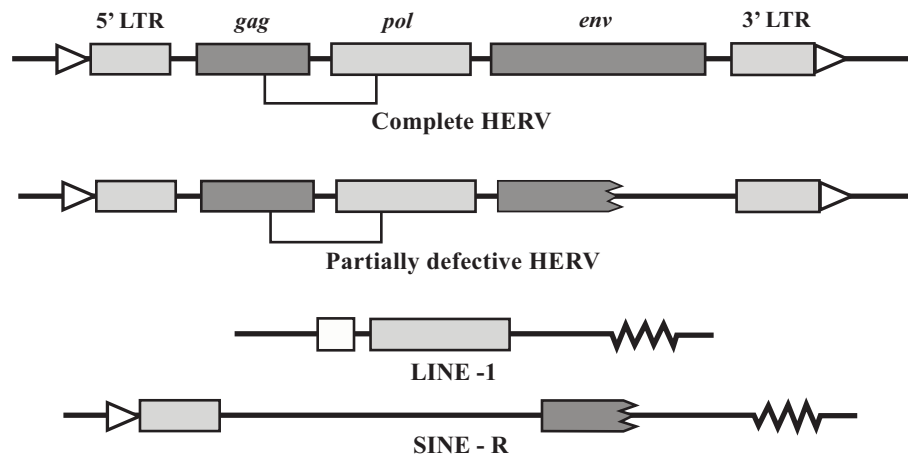 5’ LTR gag pol env 3’ LTR
Complete HERV
Partially defective HERV
LINE -1
SINE - R